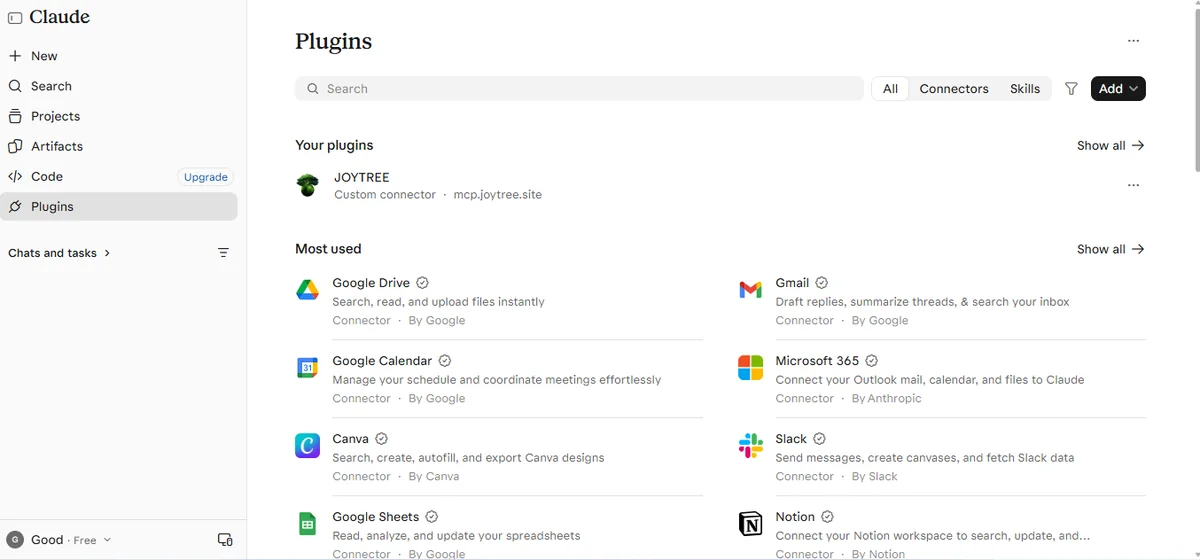 Claude
New
Search
Projects
Artifacts
Code
Upgrade
Plugins
Chats and tasks
G Good · Free
Plugins
Search
All
Connectors
Skills
Add
Your plugins
Show all
JOYTREE
Custom connector · mcp.joytree.site
Most used
Show all
Google Drive
Search, read, and upload files instantly
Connector · By Google
Gmail
Draft replies, summarize threads, & search your inbox
Connector · By Google
31
Google Calendar
Manage your schedule and coordinate meetings effortlessly
Connector · By Google
Microsoft 365
Connect your Outlook mail, calendar, and files to Claude
Connector · By Anthropic
C
Canva
Search, create, autofill, and export Canva designs
Connector · By Canva
Slack
Send messages, create canvases, and fetch Slack data
Connector · By Slack
Google Sheets
Read, analyze, and update your spreadsheets
Connector · By Google
N
Notion
Connect your Notion workspace to search, update, and...
Connector · By Notion